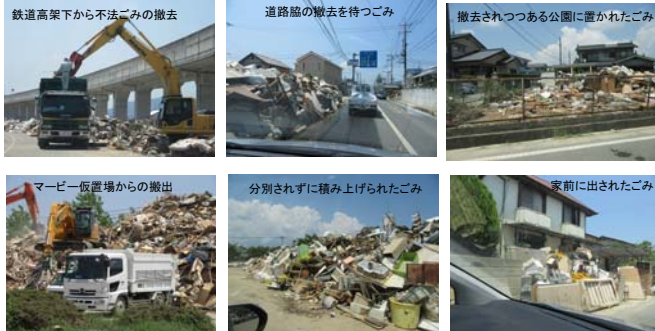 鉄道高架下から不法ごみの撤去
道路脇の撤去を待つごみ
撤去されつつある公園に置かれたごみ
マービー仮置場からの搬出
分別されずに積み上げられたごみ
家前に出されたごみ